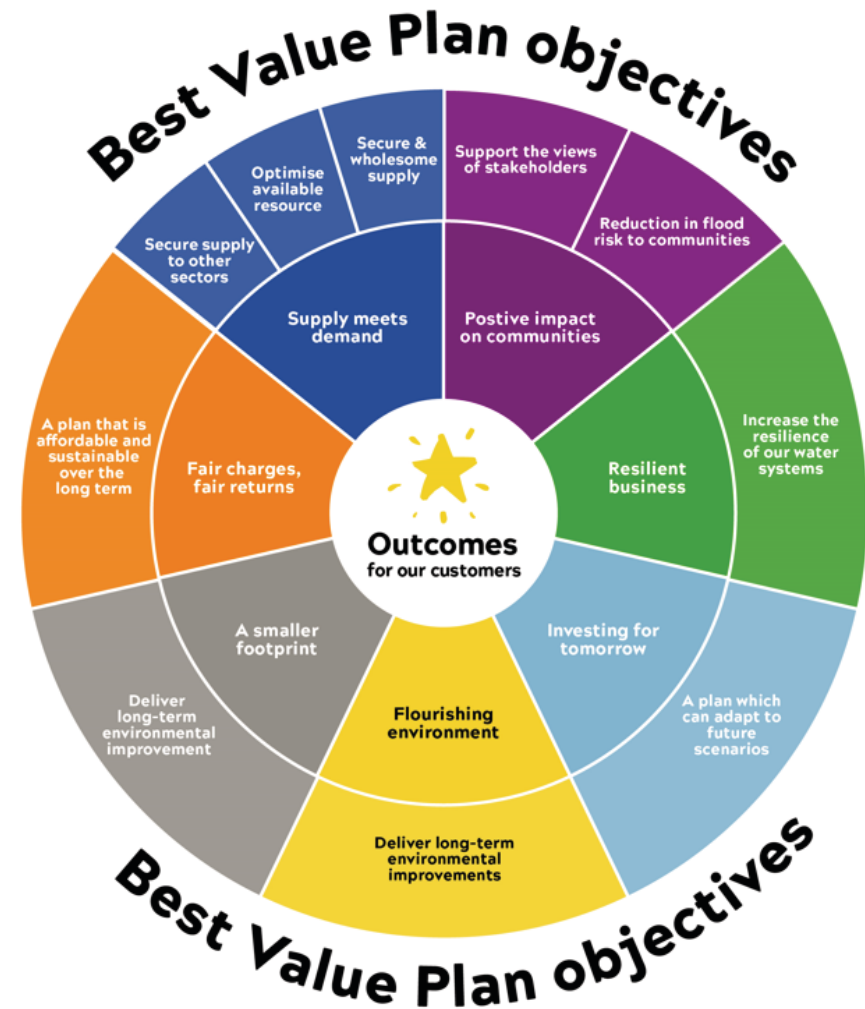 Best Value Plan objectives
Secure &
wholesome
supply
Support the views
of stakeholders
Optimise
available
resource
Reduction in flood
risk to communities
Secure supply
to other
sectors
Supply meets
demand
Postive impact
on communities
A plan that is
affordable and
sustainable
over the
long term
Fair charges,
fair returns
Resilient
business
Increase the
resilience
of our water
systems
Outcomes
for our customers
A smaller
footprint
Investing for
tomorrow
Deliver
long-term
environmental
improvement
Flourishing
environment
A plan which
can adapt to
future
scenarios
Deliver long-term
environmental
improvements
Best Value Plan objectives